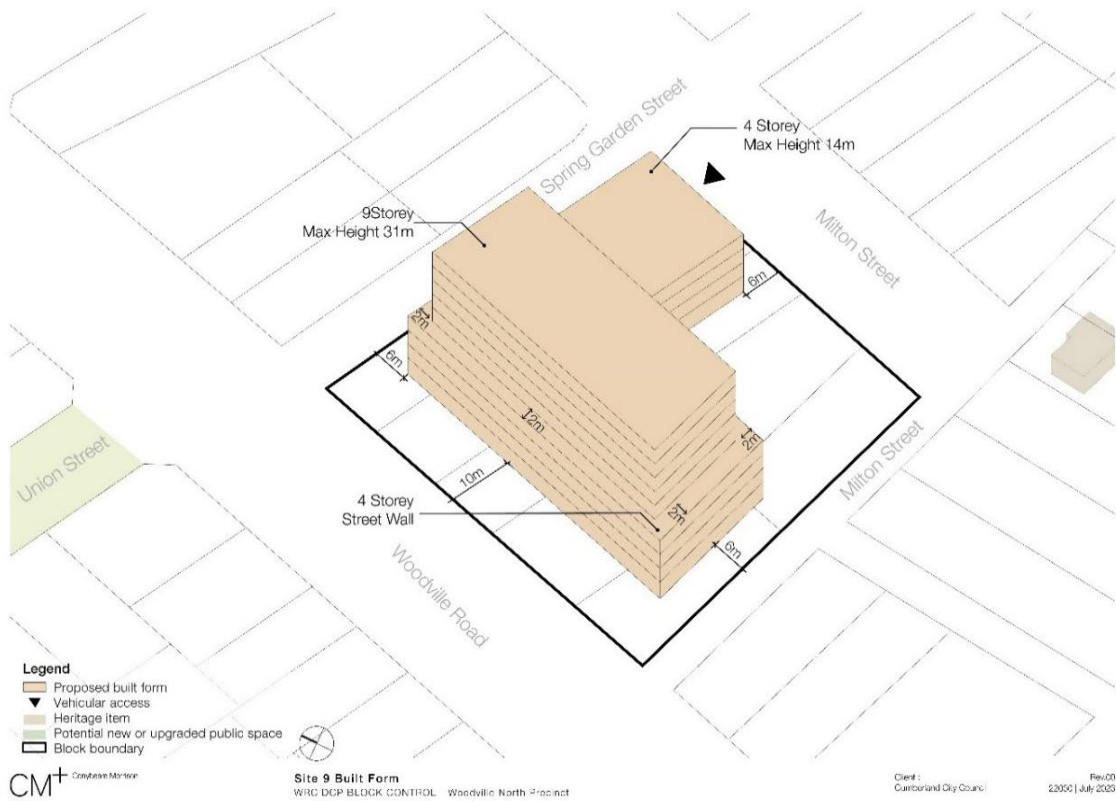 Spring Garden Street
4 Storey
Max Height 14m
9Storey
Max Height 31m
Milton Street
6m
2m
6m
2m
2m
Union Street
10m
Milton Street
4 Storey
Street Wall
2m
6m
Woodville Road
Legend
Proposed built form
Vehicular access
Heritage item
Potential new or upgraded public space
Block boundary
CM+ Conybeare Morrison
Site 9 Built Form
WRC DCP BLOCK CONTROL Woodville North Precinct
Client :
Cumberland City Council
Rev.00
| July 2023